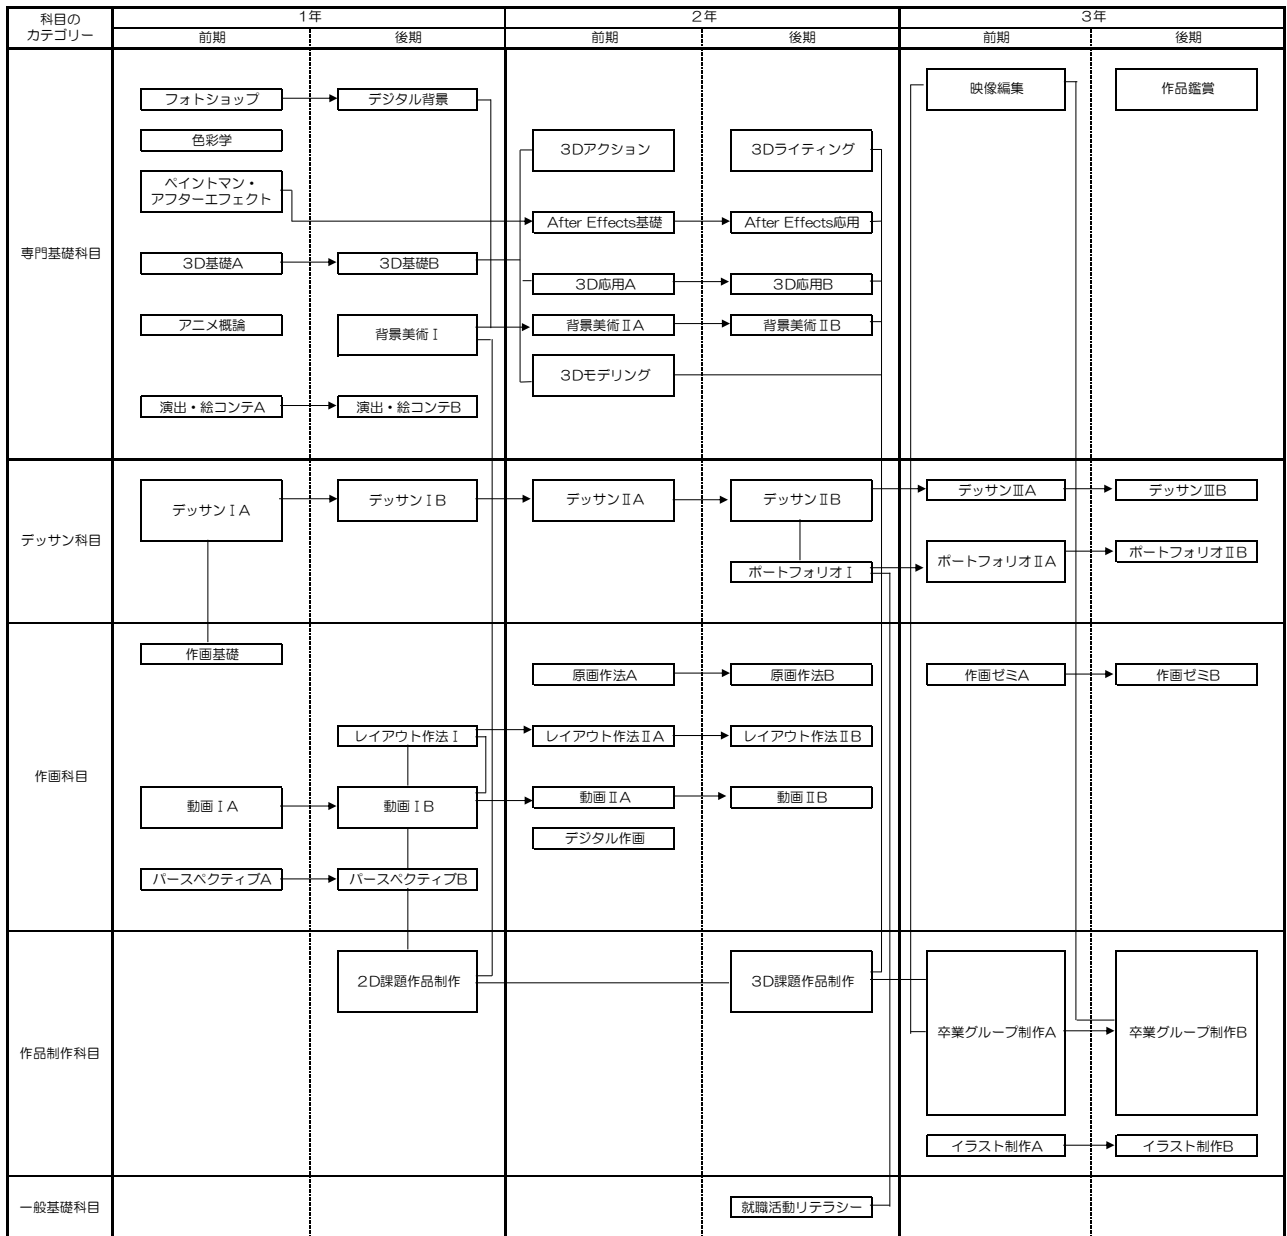 科目の
カテゴリー
1年
2年
3年
前期
後期
前期
後期
前期
後期
専門基礎科目
映像編集
作品鑑賞
フォトショップ
デジタル背景
色彩学
3Dアクション
3Dライティング
ペイントマン・
アフターエフェクト
After Effects基礎
After Effects応用
3D基礎A
3D基礎B
3D応用A
3D応用B
アニメ概論
背景美術Ⅰ
背景美術ⅡA
背景美術ⅡB
3Dモデリング
演出・絵コンテA
演出・絵コンテB
デッサン科目
デッサンⅠA
デッサンⅠB
デッサンⅡA
デッサンⅡB
デッサンⅢA
デッサンⅢB
ポートフォリオⅠ
ポートフォリオⅡA
ポートフォリオⅡB
作画科目
作画基礎
原画作法A
原画作法B
作画ゼミA
作画ゼミB
レイアウト作法Ⅰ
レイアウト作法ⅡA
レイアウト作法ⅡB
動画ⅠA
動画ⅠB
動画ⅡA
動画ⅡB
デジタル作画
パースペクティブA
パースペクティブB
作品制作科目
2D課題作品制作
3D課題作品制作
卒業グループ制作A
卒業グループ制作B
イラスト制作A
イラスト制作B
一般基礎科目
就職活動リテラシー